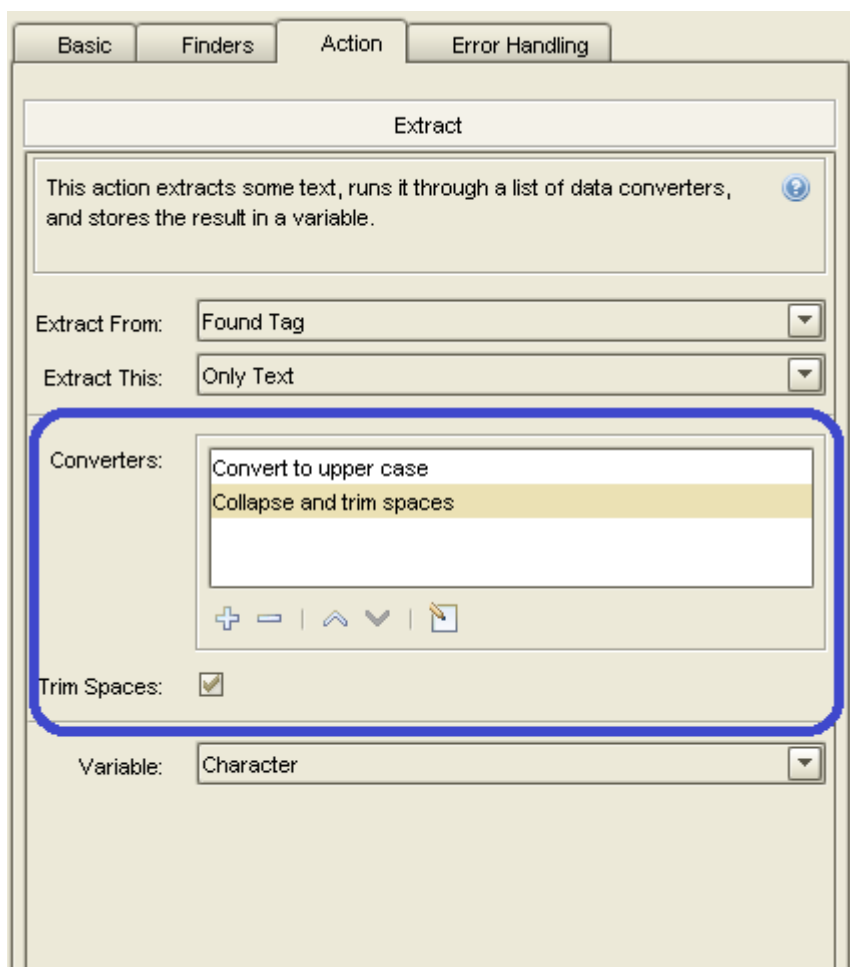 Basic Finders Action Error Handling
Extract
This action extracts some text, runs it through a list of data converters,
and stores the result in a variable.
Extract From: Found Tag
Extract This: Only Text
Converters:
Convert to upper case
Collapse and trim spaces
Trim Spaces:
Variable: Character